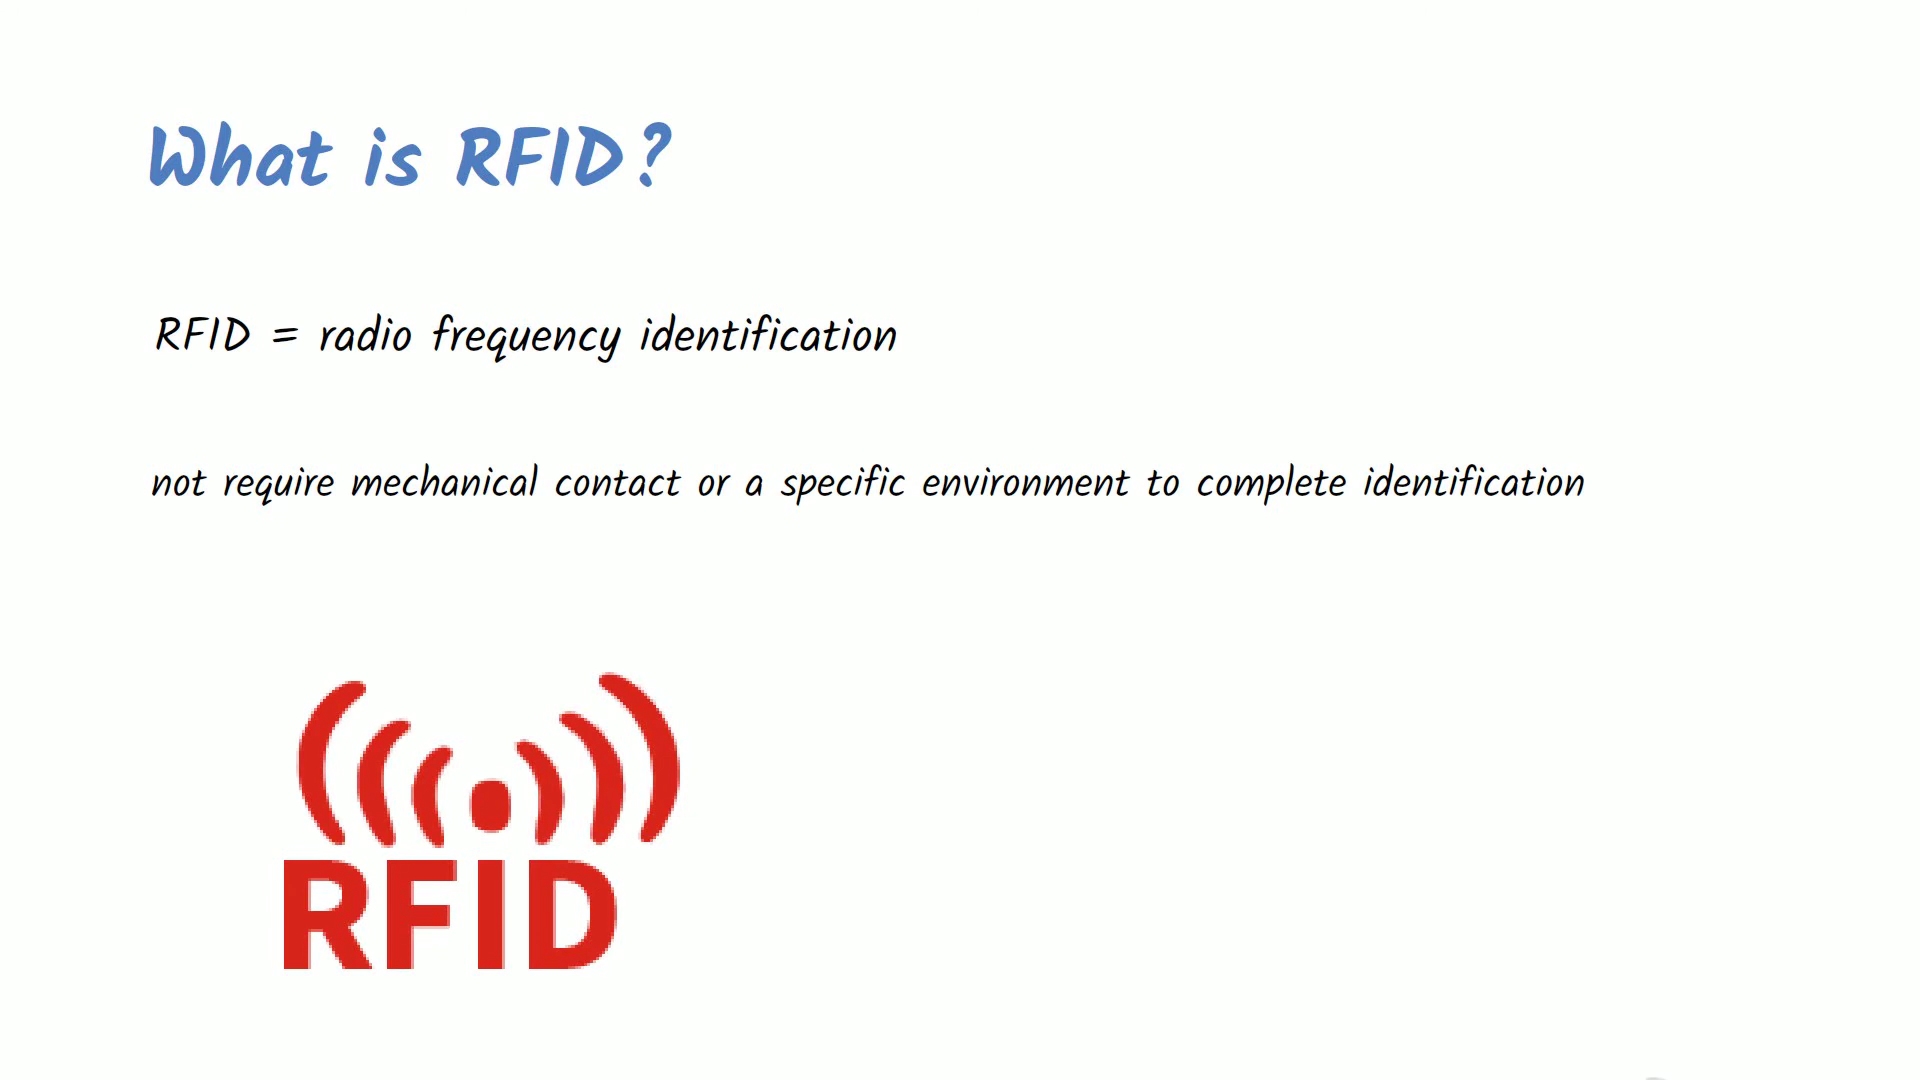 What is RFID?
RFID = radio frequency identification
not require mechanical contact or a specific environment to complete identification
RFID